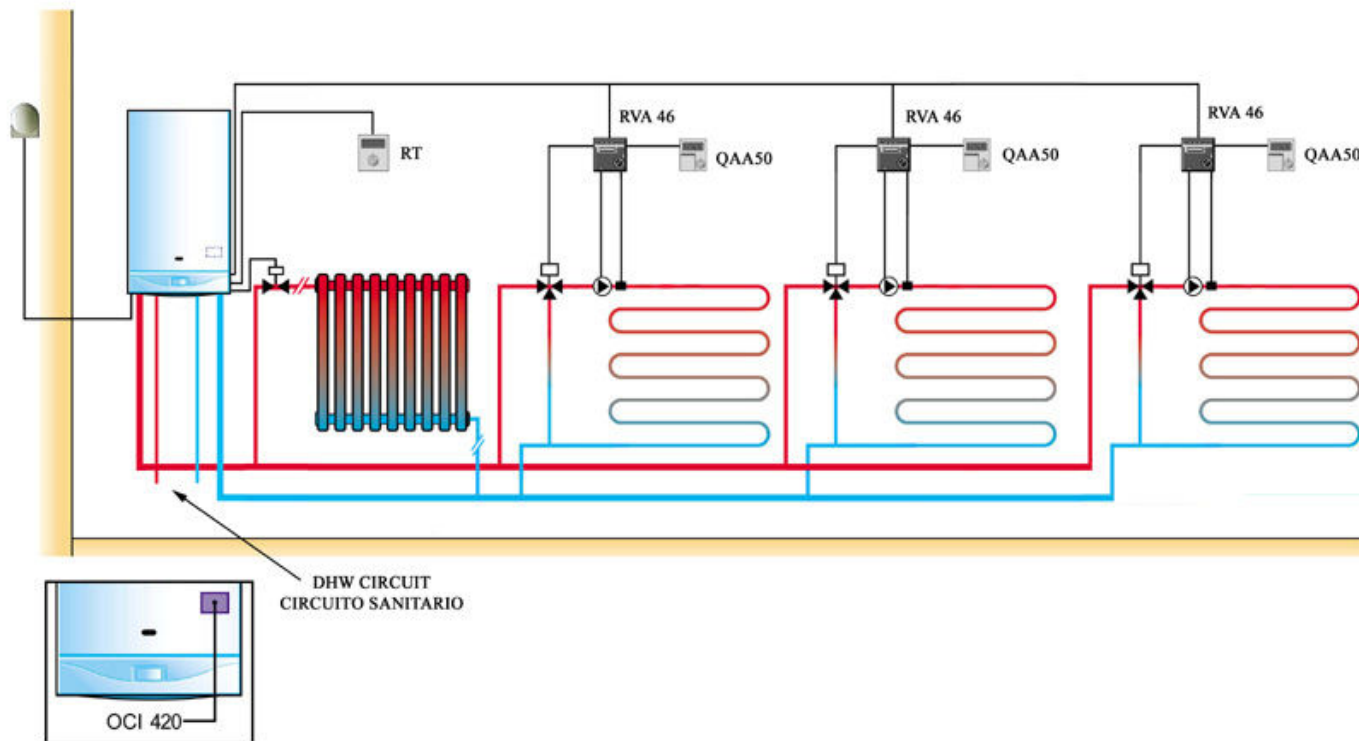 RVA 46
RVA 46
RVA 46
RT
QAA50
QAA50
QAA50
DHW CIRCUIT
CIRCUITO SANITARIO
OCI 420